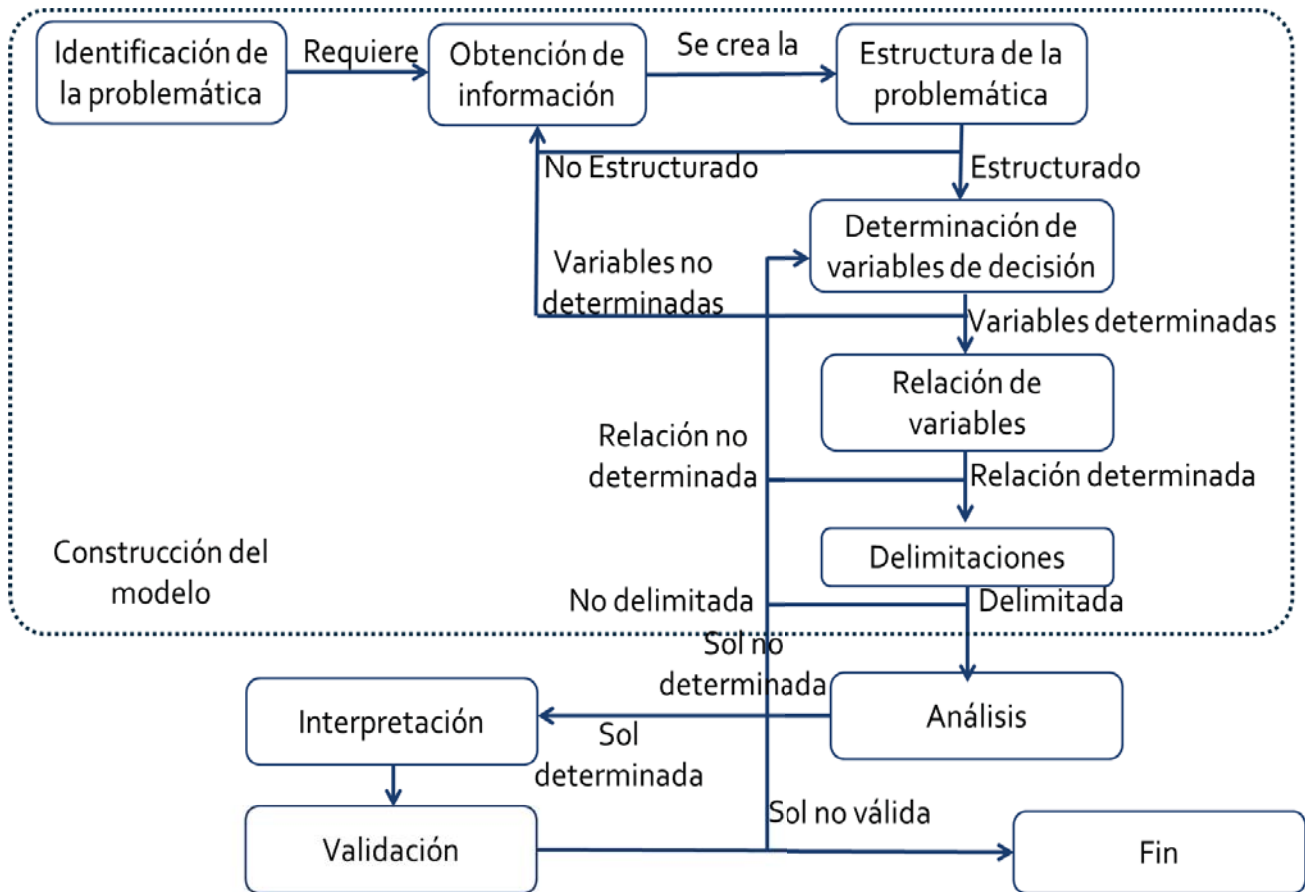 Identificación de
la problemática
Requiere
Obtención de
información
Se crea la
Estructura de la
problemática
No Estructurado
Estructurado
Determinación de
variables de decisión
Variables no
determinadas
Variables determinadas
Relación de
variables
Relación no
determinada
Relación determinada
Construcción del
modelo
Delimitaciones
No delimitada
Delimitada
Sol no
determinada
Análisis
Interpretación
Sol
determinada
Validación
Sol no válida
Fin